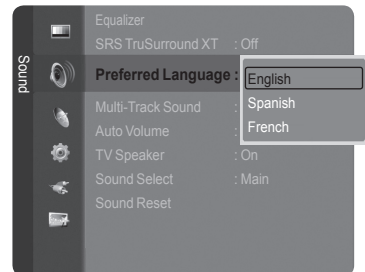 Sound
Equalizer
SRS TruSurround XT : Off
Preferred Language :
English
Spanish
French
Multi-Track Sound :
Auto Volume :
TV Speaker : On
Sound Select : Main
Sound Reset